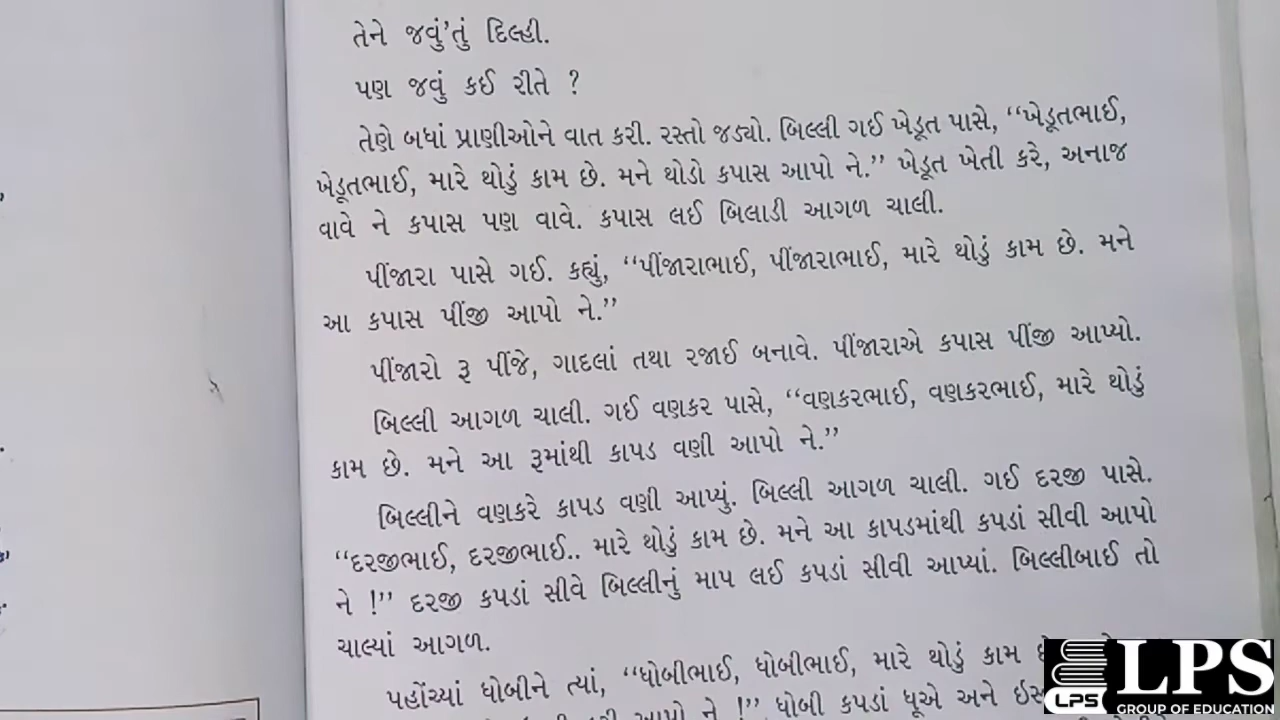 તેને જવું'તું દિલ્હી.
પણ જવું કઈ રીતે ?
તેણે બધાં પ્રાણીઓને વાત કરી. રસ્તો જડ્યો. બિલ્લી ગઈ ખેડૂત પાસે, “ખેડૂતભાઈ,
ખેડૂતભાઈ, મારે થોડું કામ છે. મને થોડો કપાસ આપો ને.” ખેડૂત ખેતી કરે, અનાજ
વાવે ને કપાસ પણ વાવે. કપાસ લઈ બિલાડી આગળ ચાલી.
પીંજારા પાસે ગઈ. કહ્યું, “પીંજારાભાઈ, પીંજારાભાઈ, મારે થોડું કામ છે. મને
આ કપાસ પીંજી આપો ને.”
પીંજારો રૂ પીંજે, ગાદલાં તથા રજાઈ બનાવે. પીંજારાએ કપાસ પીંજી આપ્યો.
બિલ્લી આગળ ચાલી. ગઈ વણકર પાસે, “વણકરભાઈ, વણકરભાઈ, મારે થોડું
કામ છે. મને આ રૂમાંથી કાપડ વણી આપો ને.”
બિલ્લીને વણકરે કાપડ વણી આપ્યું. બિલ્લી આગળ ચાલી. ગઈ દરજી પાસે.
“દરજીભાઈ, દરજીભાઈ.. મારે થોડું કામ છે. મને આ કાપડમાંથી કપડાં સીવી આપો
ને !” દરજી કપડાં સીવે બિલ્લીનું માપ લઈ કપડાં સીવી આપ્યાં. બિલ્લીબાઈ તો
ચાલ્યાં આગળ.
પહોંચ્યાં ધોબીને ત્યાં, “ધોબીભાઈ, ધોબીભાઈ, મારે થોડું કામ
આપો ને !” ધોબી કપડાં ધૂએ અને
LPS
LPS
GROUP OF EDUCATION